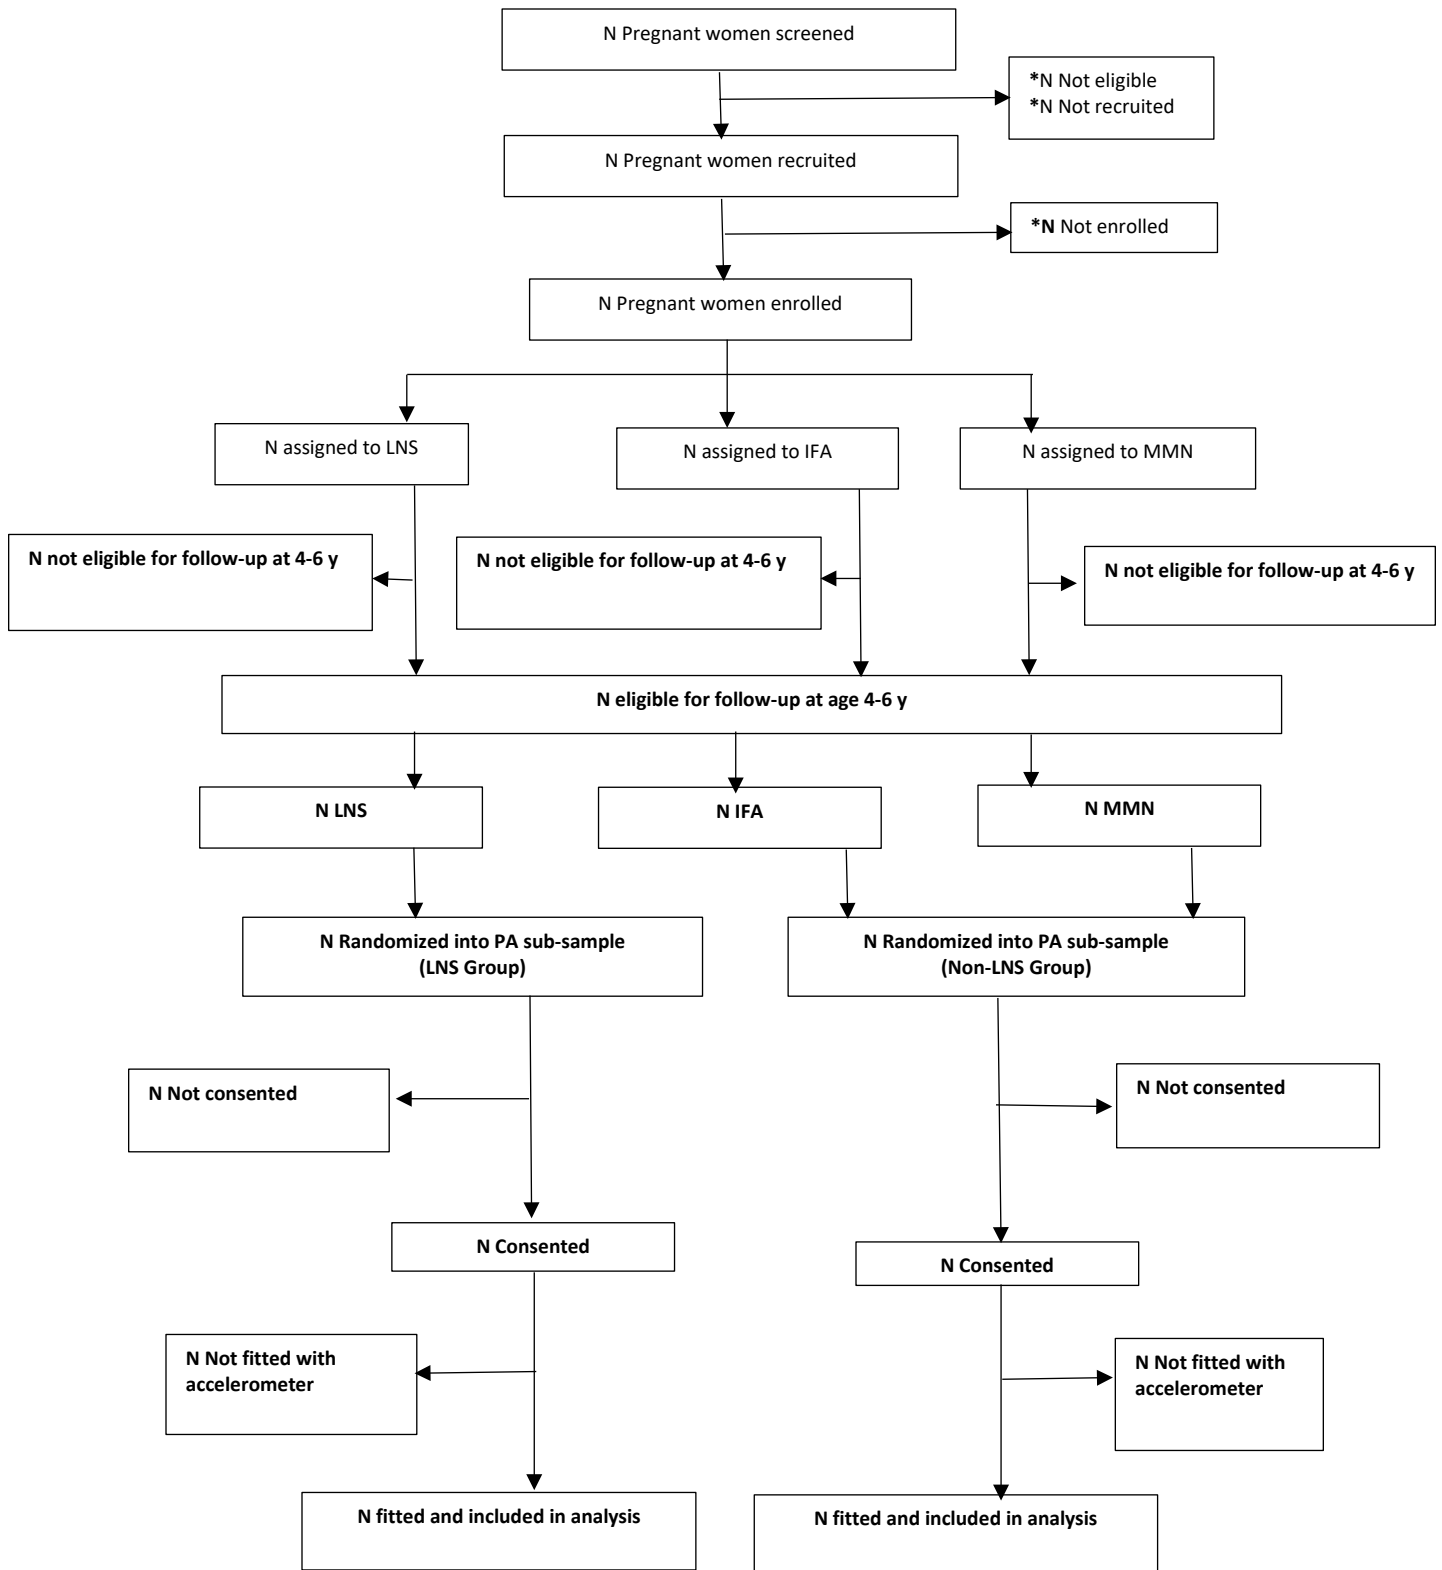 N Pregnant women screened
*N Not eligible
*N Not recruited
N Pregnant women recruited
*N Not enrolled
N Pregnant women enrolled
N assigned to LNS
N assigned to IFA
N assigned to MMN
N not eligible for follow-up at 4-6 y
N not eligible for follow-up at 4-6 y
N not eligible for follow-up at 4-6 y
N eligible for follow-up at age 4-6 y
N LNS
N IFA
N MMN
N Randomized into PA sub-sample
(LNS Group)
N Randomized into PA sub-sample
(Non-LNS Group)
N Not consented
N Not consented
N Consented
N Consented
N Not fitted with
accelerometer
N Not fitted with
accelerometer
N fitted and included in analysis
N fitted and included in analysis